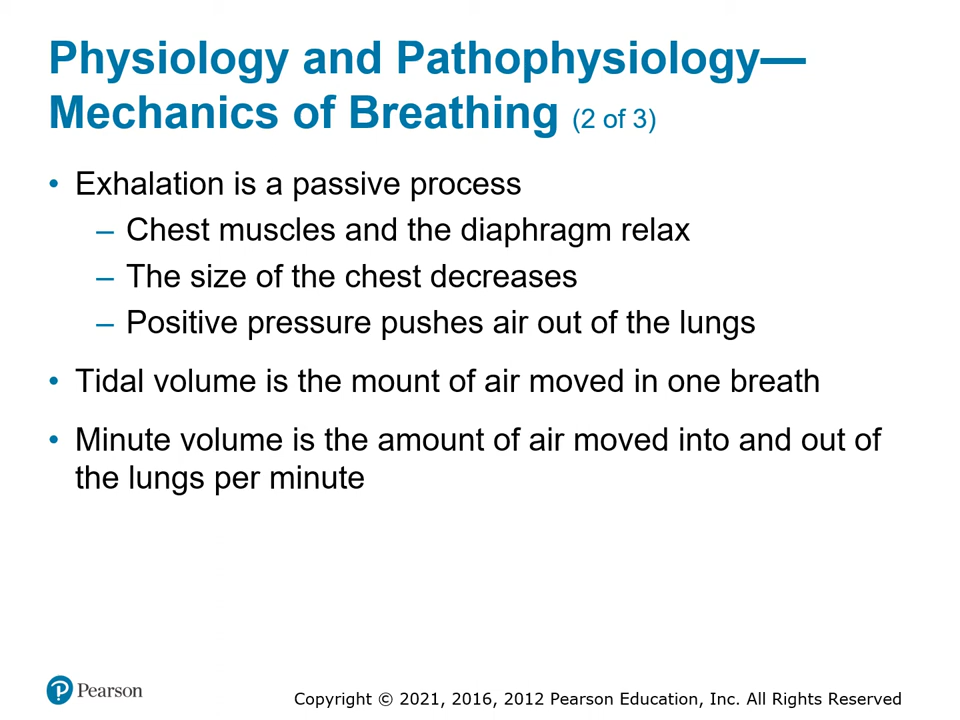 Physiology and Pathophysiology—
Mechanics of Breathing (2 of 3)
• Exhalation is a passive process
– Chest muscles and the diaphragm relax
– The size of the chest decreases
– Positive pressure pushes air out of the lungs
• Tidal volume is the mount of air moved in one breath
• Minute volume is the amount of air moved into and out of
the lungs per minute
Pearson
Copyright © 2021, 2016, 2012 Pearson Education, Inc. All Rights Reserved